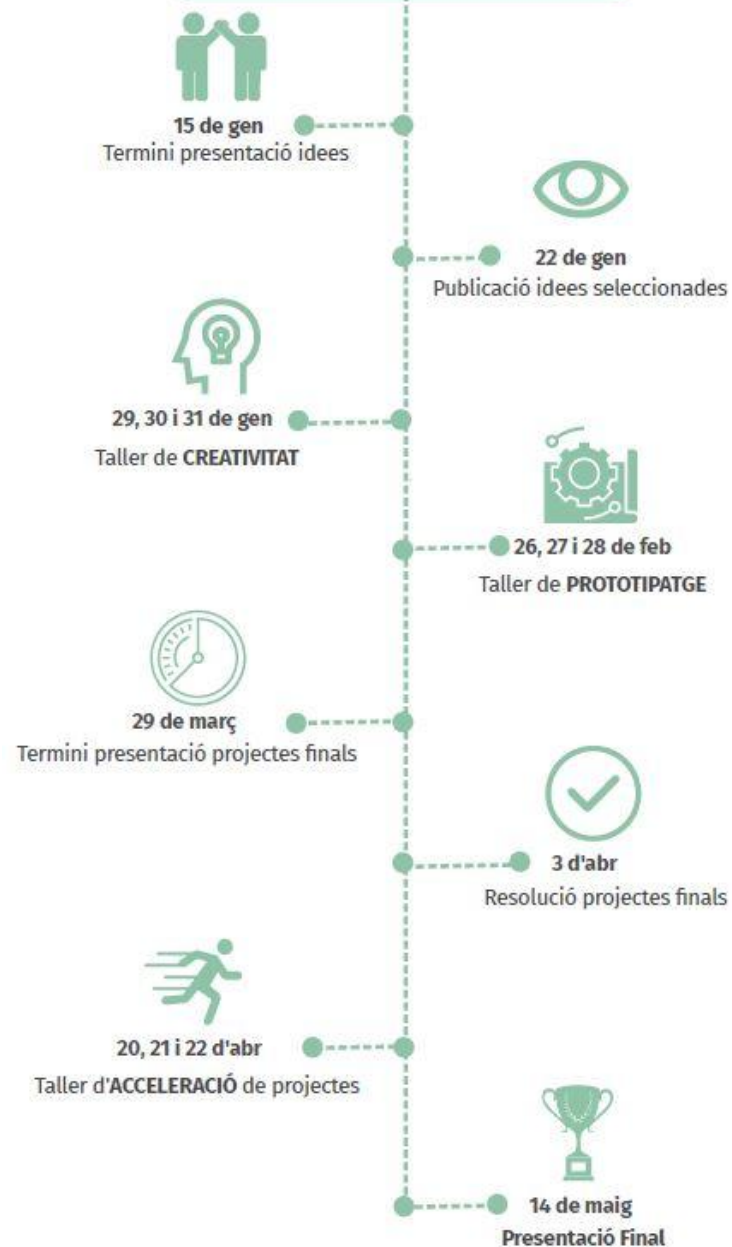 15 de gen
Termini presentació idees
22 de gen
Publicació idees seleccionades
29, 30 i 31 de gen
Taller de CREATIVITAT
26, 27 i 28 de feb
Taller de PROTOTIPATGE
29 de març
Termini presentació projectes finals
3 d'abr
Resolució projectes finals
20, 21 i 22 d'abr
Taller d'ACCELERACIÓ de projectes
14 de maig
Presentació Final